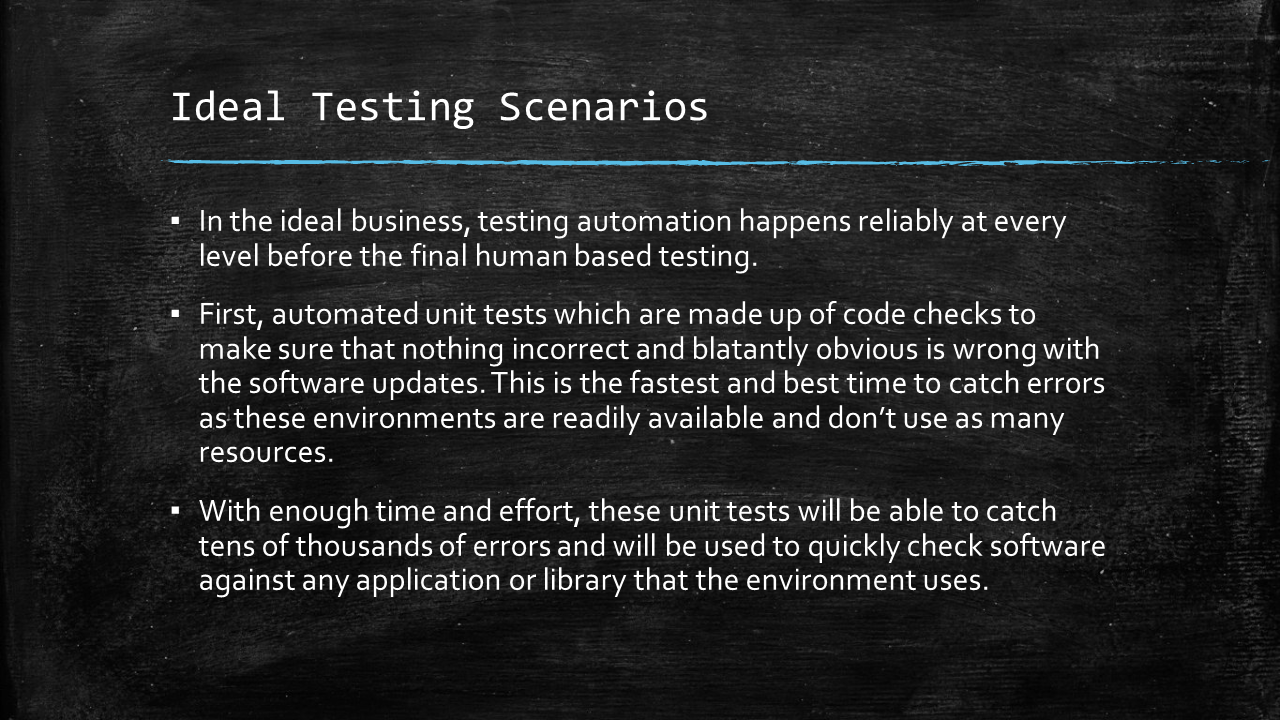 Ideal Testing Scenarios
▪ In the ideal business, testing automation happens reliably at every
level before the final human based testing.
▪ First, automated unit tests which are made up of code checks to
make sure that nothing incorrect and blatantly obvious is wrong with
the software updates. This is the fastest and best time to catch errors
as these environments are readily available and don’t use as many
resources.
▪ With enough time and effort, these unit tests will be able to catch
tens of thousands of errors and will be used to quickly check software
against any application or library that the environment uses.